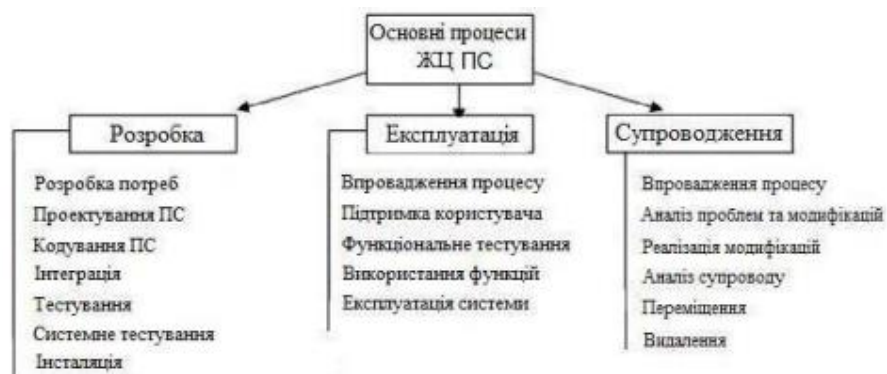 Основні процеси
ЖЦ ПС
Розробка
Розробка потреб
Проектування ПС
Кодування ПС
Інтеграція
Тестування
Системне тестування
Інсталяція
Експлуатація
Впровадження процесу
Підтримка користувача
Функціональне тестування
Використання функцій
Експлуатація системи
Супроводження
Впровадження процесу
Аналіз проблем та модифікацій
Реалізація модифікацій
Аналіз супроводу
Переміщення
Видалення